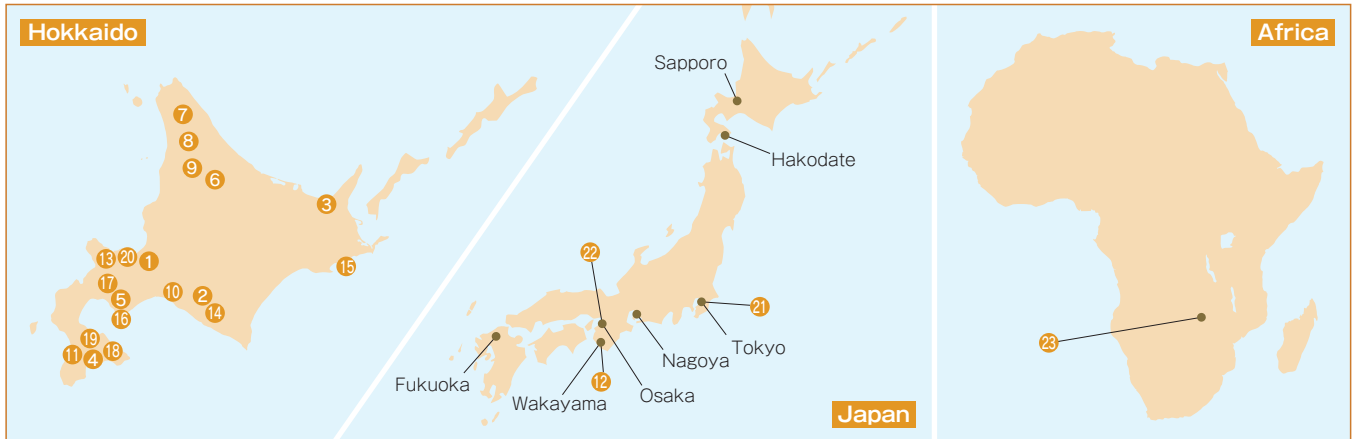 Hokkaido
7
8
9
6
3
13
20
1
15
17
5
10
2
14
16
19
11
4
18
Sapporo
Hakodate
22
21
Tokyo
Nagoya
Fukuoka
Osaka
Wakayama
12
Japan
Africa
23